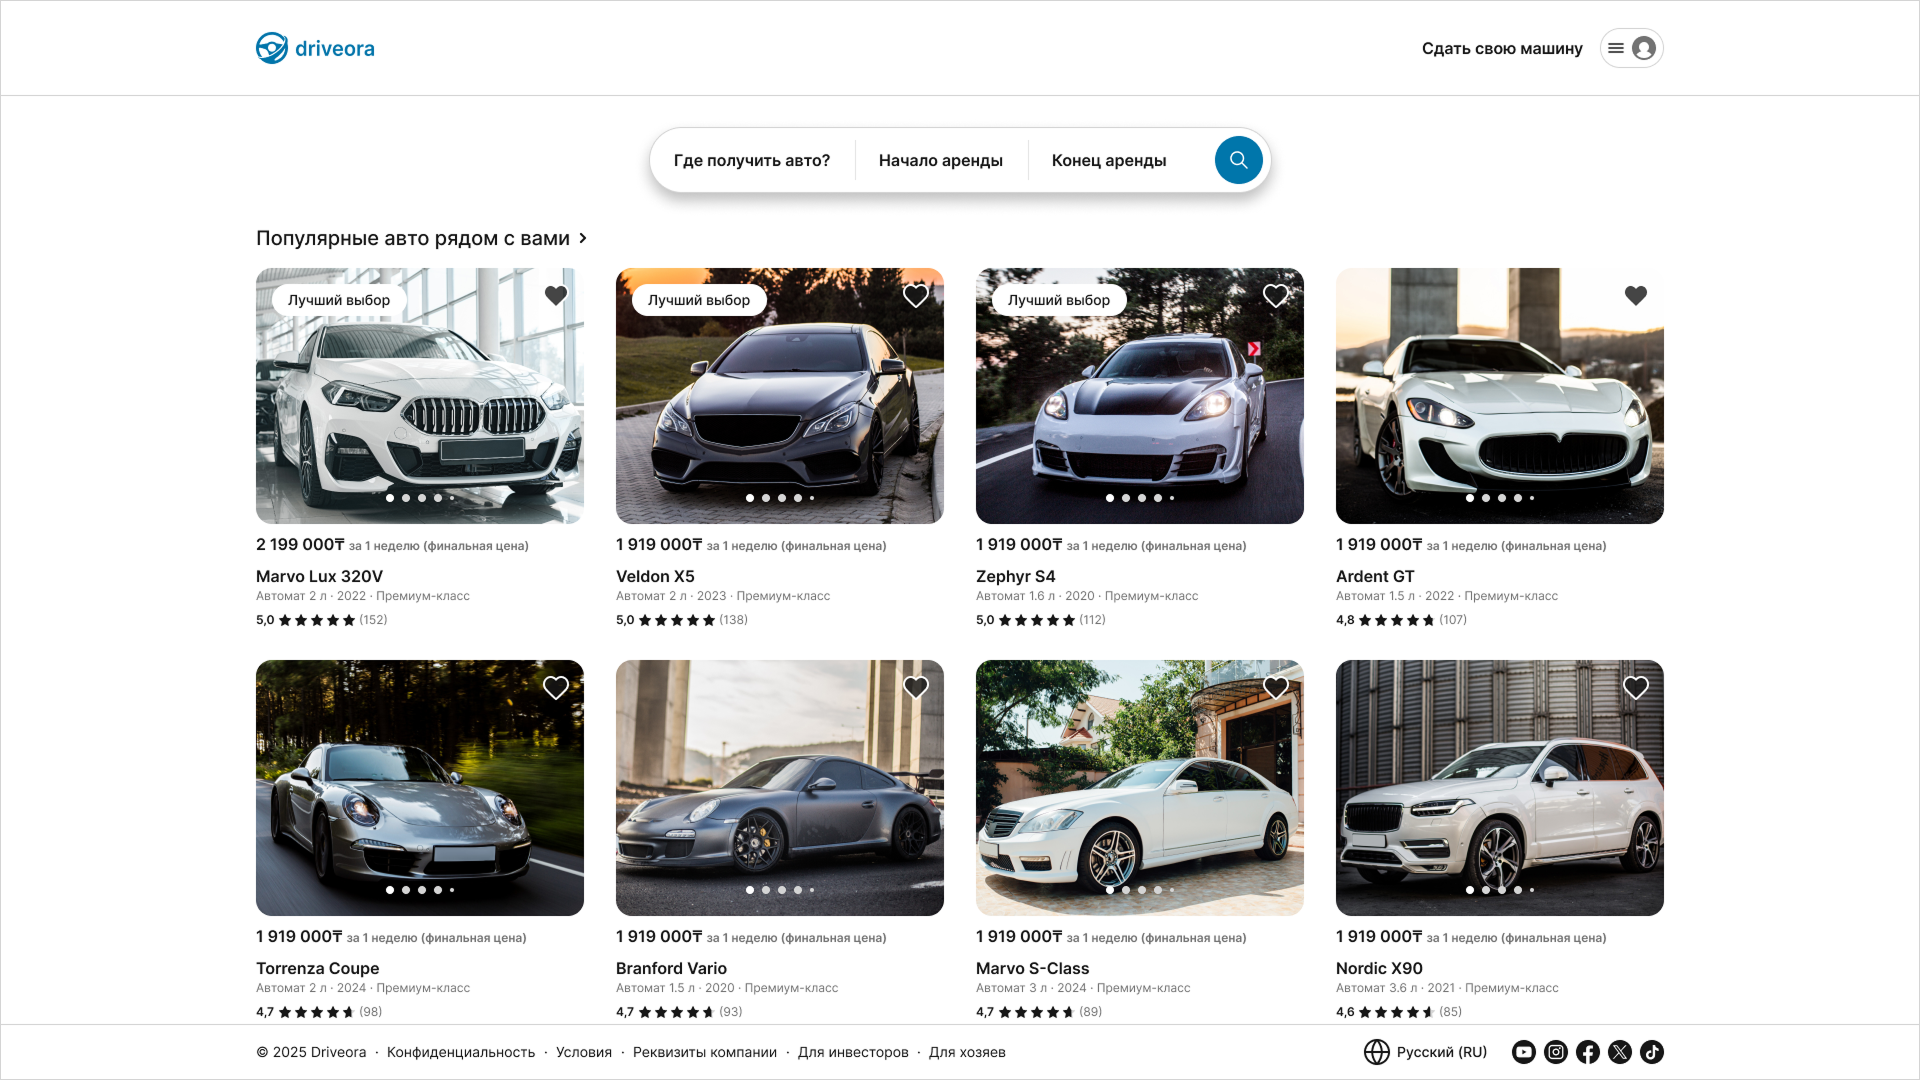 driveora
Сдать свою машину
Где получить авто?
Начало аренды
Конец аренды
Популярные авто рядом с вами
Лучший выбор
Лучший выбор
Лучший выбор
2 199 000₸ за 1 неделю (финальная цена)
Marvo Lux 320V
Автомат 2 л · 2022 · Премиум-класс
5,0 (152)
1 919 000₸ за 1 неделю (финальная цена)
Veldon X5
Автомат 2 л · 2023 · Премиум-класс
5,0 (138)
1 919 000₸ за 1 неделю (финальная цена)
Zephyr S4
Автомат 1.6 л · 2020 · Премиум-класс
5,0 (112)
1 919 000₸ за 1 неделю (финальная цена)
Ardent GT
Автомат 1.5 л · 2022 · Премиум-класс
4,8 (107)
1 919 000₸ за 1 неделю (финальная цена)
Torrenza Coupe
Автомат 2 л · 2024 · Премиум-класс
4,7 (98)
1 919 000₸ за 1 неделю (финальная цена)
Branford Vario
Автомат 1.5 л · 2020 · Премиум-класс
4,7 (93)
1 919 000₸ за 1 неделю (финальная цена)
Marvo S-Class
Автомат 3 л · 2024 · Премиум-класс
4,7 (89)
1 919 000₸ за 1 неделю (финальная цена)
Nordic X90
Автомат 3.6 л · 2021 · Премиум-класс
4,6 (85)
© 2025 Driveora · Конфиденциальность · Условия · Реквизиты компании · Для инвесторов · Для хозяев
Русский (RU)